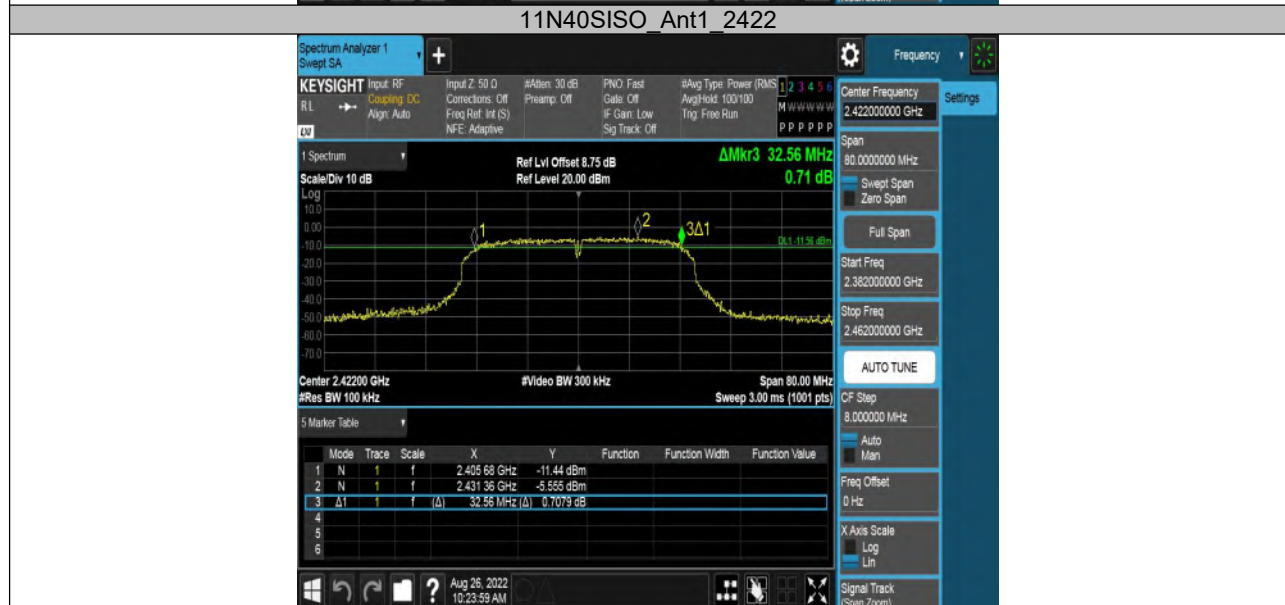 11N40SISO_Ant1_2422
Spectrum Analyzer 1
Swept SA
+
Frequency
KEYSIGHT Input: RF Input Z: 50 Ω #Atten: 30 dB PNO: Fast #Avg Type: Power (RMS 1 2 3 4 5 6
RL Coupling: DC Corrections: Off Preamp: Off Gate: Off Avg|Hold: 100/100 M W W W W W
Align: Auto Freq Ref: Int (S) IF Gain: Low Trig: Free Run
NFE: Adaptive Sig Track: Off P P P P P P
Center Frequency
2.422000000 GHz
Settings
Span
80.0000000 MHz
Swept Span
Zero Span
Full Span
Start Freq
2.382000000 GHz
Stop Freq
2.462000000 GHz
AUTO TUNE
CF Step
8.000000 MHz
Auto
Man
Freq Offset
0 Hz
X Axis Scale
Log
Lin
Signal Track
(Span Zoom)
1 Spectrum
Ref Lvl Offset 8.75 dB ΔMkr3 32.56 MHz
Scale/Div 10 dB Ref Level 20.00 dBm 0.71 dB
Log
10.0
0.00
-10.0
-20.0
-30.0
-40.0
-50.0
-60.0
-70.0
1
2
3Δ1
DL1 -11.56 dBm
Center 2.42200 GHz #Video BW 300 kHz Span 80.00 MHz
#Res BW 100 kHz Sweep 3.00 ms (1001 pts)
5 Marker Table
Mode Trace Scale X Y Function Function Width Function Value
1 N 1 f 2.405 68 GHz -11.44 dBm
2 N 1 f 2.431 36 GHz -5.555 dBm
3 Δ1 1 f (Δ) 32.56 MHz (Δ) 0.7079 dB
4
5
6
? Aug 26, 2022
10:23:59 AM